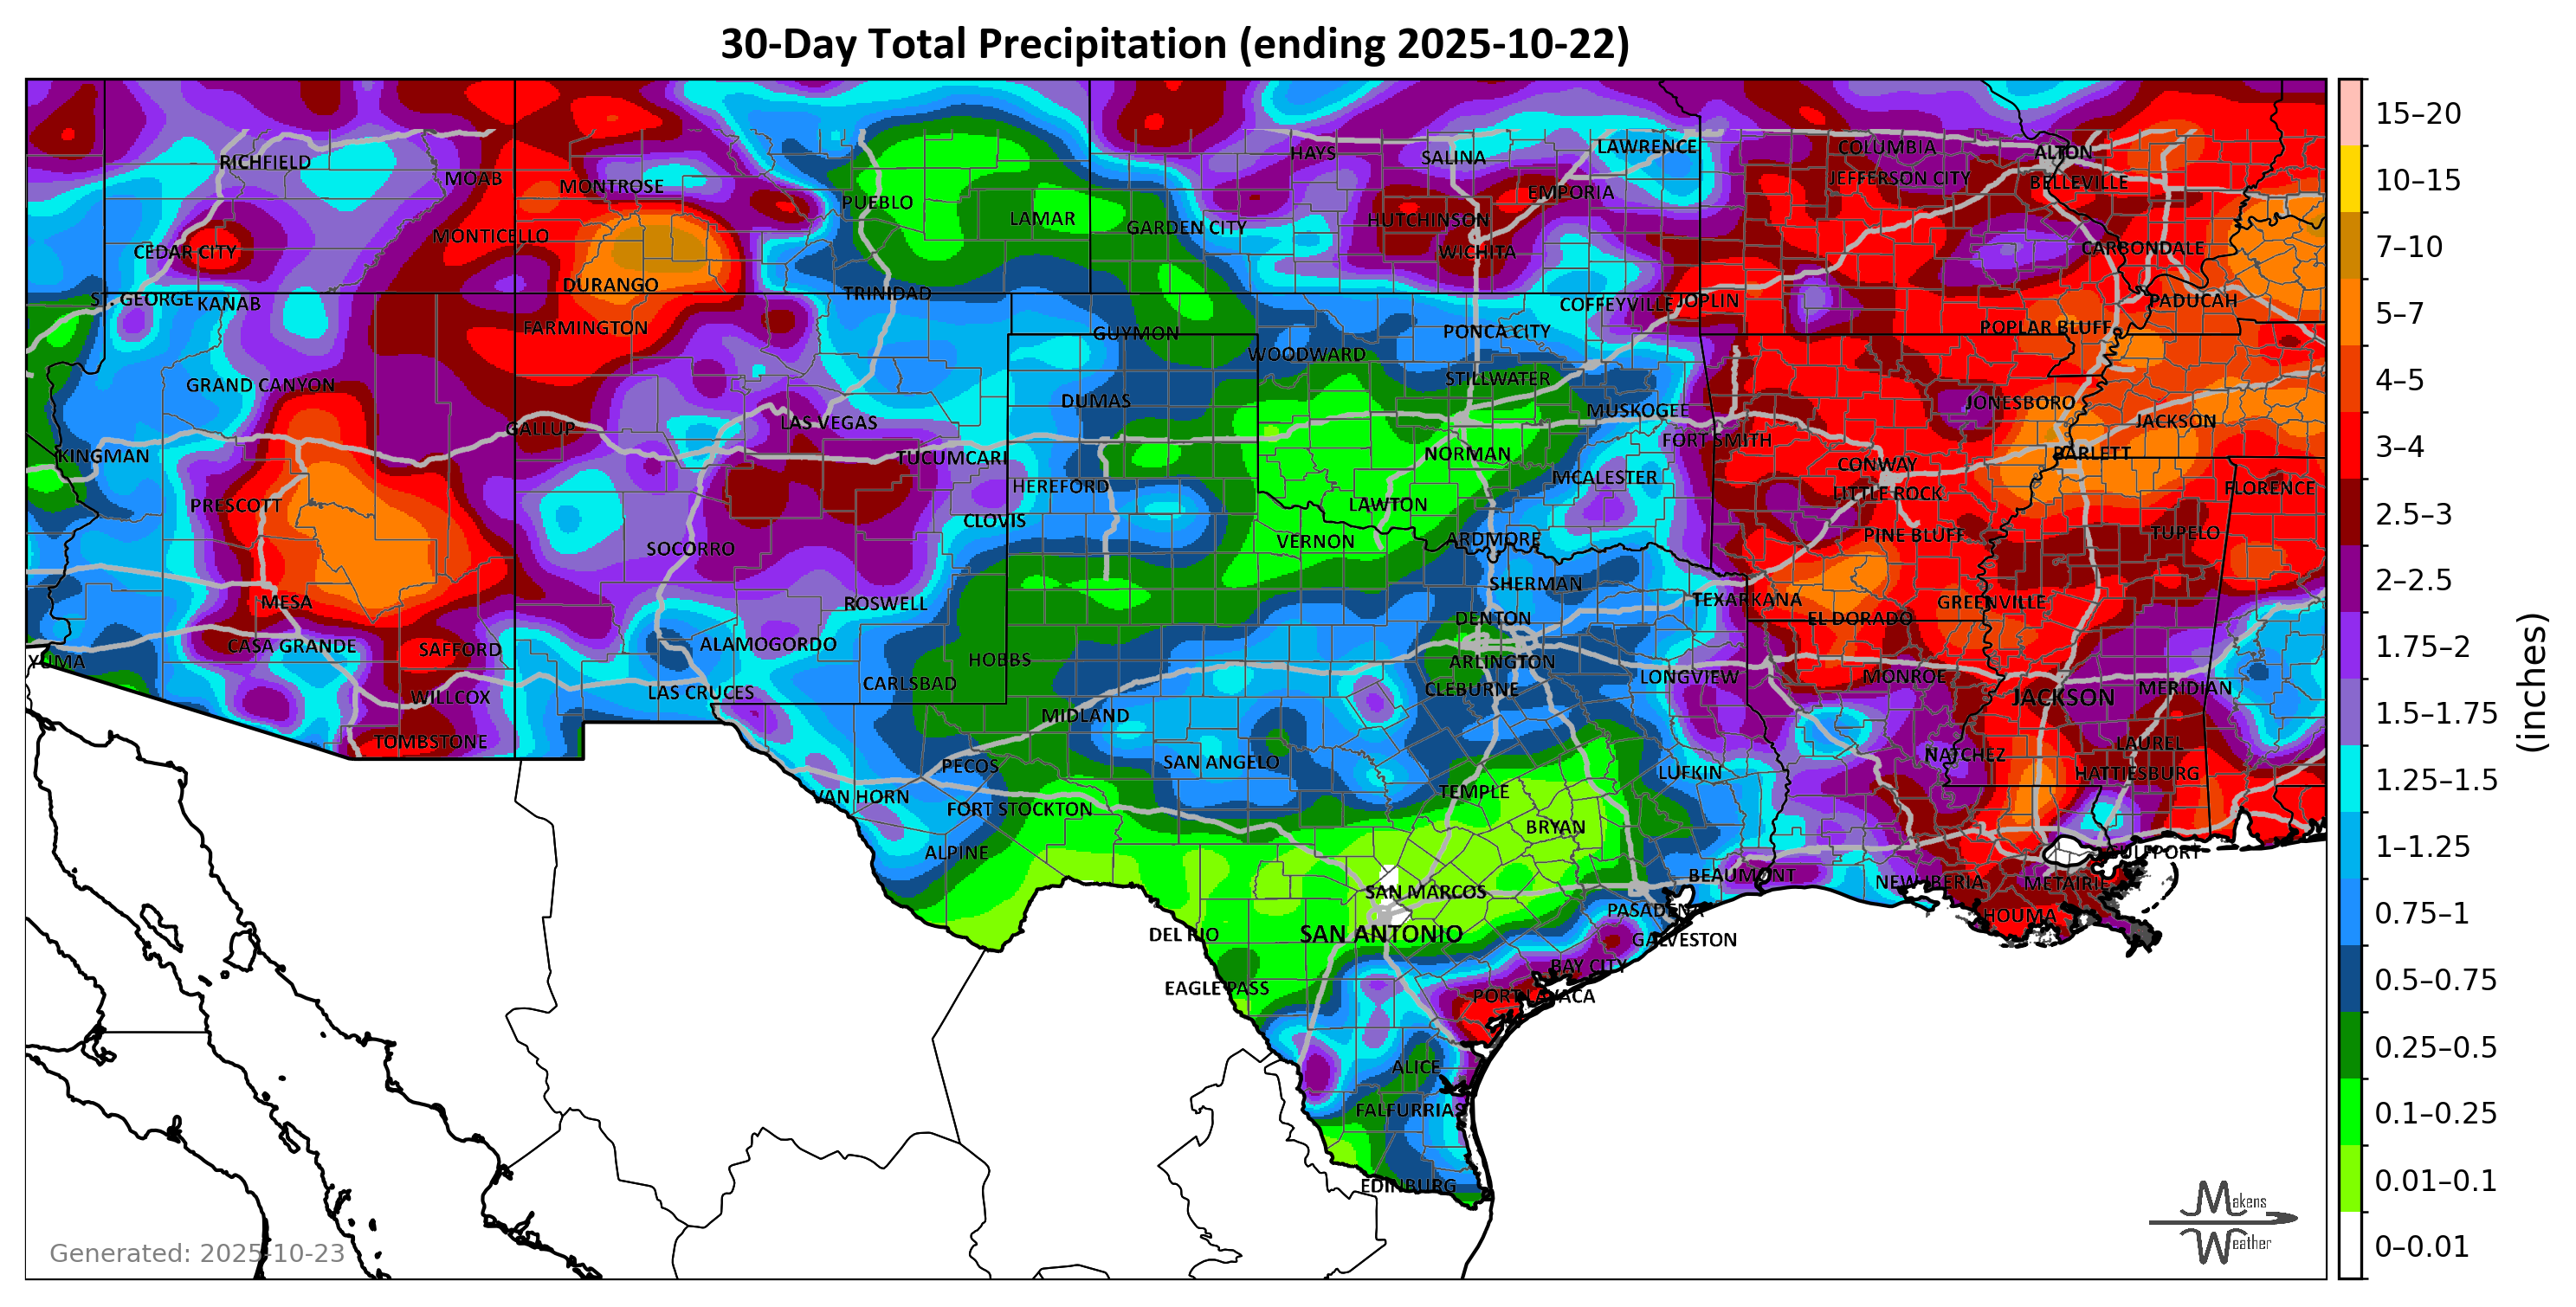 30-Day Total Precipitation (ending 2025-10-22)
HAYS
SALINA
LAWRENCE
COLUMBIA
ALTON
RICHFIELD
MOAB
MONTROSE
EMPORIA
JEFFERSON CITY
BELLEVILLE
PUEBLO
LAMAR
GARDEN CITY
HUTCHINSON
MONTICELLO
CEDAR CITY
WICHITA
CARBONDALE
DURANGO
TRINIDAD
ST. GEORGE
KANAB
COFFEYVILLE
JOPLIN
PADUCAH
FARMINGTON
GUYMON
PONCA CITY
POPLAR BLUFF
WOODWARD
GRAND CANYON
STILLWATER
DUMAS
MUSKOGEE
JONESBORO
LAS VEGAS
JACKSON
GALLUP
FORT SMITH
KINGMAN
TUCUMCARI
NORMAN
BARLETT
CONWAY
HEREFORD
MCALESTER
LITTLE ROCK
FLORENCE
PRESCOTT
LAWTON
CLOVIS
PINE BLUFF
TUPELO
SOCORRO
VERNON
ARDMORE
SHERMAN
MESA
ROSWELL
TEXARKANA
GREENVILLE
DENTON
EL DORADO
CASA GRANDE
SAFFORD
ALAMOGORDO
YUMA
HOBBS
ARLINGTON
LONGVIEW
MONROE
WILLCOX
LAS CRUCES
CARLSBAD
CLEBURNE
JACKSON
MERIDIAN
MIDLAND
TOMBSTONE
LAUREL
NATCHEZ
PECOS
SAN ANGELO
LUFKIN
HATTIESBURG
VAN HORN
TEMPLE
FORT STOCKTON
BRYAN
ALPINE
GULFPORT
BEAUMONT
NEW IBERIA
METAIRIE
SAN MARCOS
PASADENA
HOUMA
DEL RIO
SAN ANTONIO
GALVESTON
BAY CITY
EAGLE PASS
PORT LAVACA
ALICE
FALFURRIAS
EDINBURG
Generated: 2025-10-23
Makens
Weather
15–20
10–15
7–10
5–7
4–5
3–4
2.5–3
2–2.5
1.75–2
1.5–1.75
1.25–1.5
1–1.25
0.75–1
0.5–0.75
0.25–0.5
0.1–0.25
0.01–0.1
0–0.01
(inches)